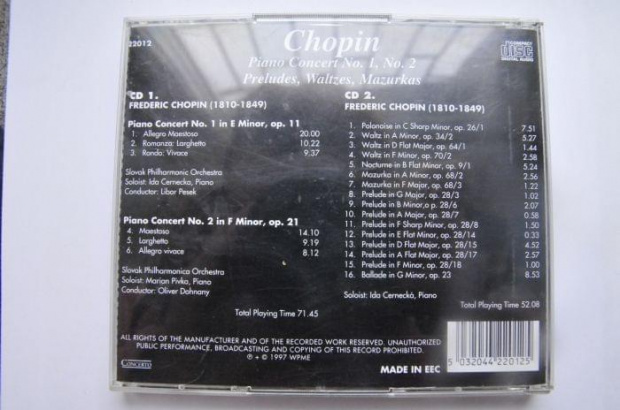 22012
Chopin
Piano Concert No. 1, No. 2
Preludes, Waltzes, Mazurkas
COMPACT
DISC
DIGITAL AUDIO
CD 1.
FREDERIC CHOPIN (1810-1849)
Piano Concert No. 1 in E Minor, op. 11
1. Allegro Maestoso 20.00
2. Romanza: Larghetto 10.22
3. Rondo: Vivace 9.37
Slovak Philharmonic Orchestra
Soloist: Ida Cernecka, Piano
Conductor: Libor Pesek
Piano Concert No. 2 in F Minor, op. 21
4. Maestoso 14.10
5. Larghetto 9.19
6. Allegro vivace 8.12
Slovak Philharmonica Orchestra
Soloist: Marian Pivka, Piano
Conductor: Oliver Dohnany
Total Playing Time 71.45
CD 2.
FREDERIC CHOPIN (1810-1849)
1. Polonoise in C Sharp Minor, op. 26/1 7.51
2. Waltz in A Minor, op. 34/2 5.27
3. Waltz in D Flat Major, op. 64/1 1.44
4. Waltz in F Minor, op. 70/2 2.58
5. Nocturne in B Flat Minor, op. 9/1 5.24
6. Mazurka in A Minor, op. 68/2 2.56
7. Mazurka in F Major, op. 68/3 1.22
8. Prelude in G Major, op. 28/3 1.02
9. Prelude in B Minor,o p. 28/6 2.07
10. Prelude in A Major, op. 28/7 0.58
11. Prelude in F Sharp Minor, op. 28/8 1.50
12. Prelude in E Flat Minor, op. 28/14 0.33
13. Prelude in D Flat Major, op. 28/15 4.52
14. Prelude in A Flat Major, op. 28/17 2.57
15. Prelude in F Minor, op. 28/18 1.00
16. Ballade in G Minor, op. 23 8.53
Soloist: Ida Cernecká, Piano
Total Playing Time 52.08
ALL RIGHTS OF THE MANUFACTURER AND OF THE RECORDED WORK RESERVED. UNAUTHORIZED
PUBLIC PERFORMANCE, BROADCASTING AND COPYING OF THIS RECORD PROHIBITED.
℗ + © 1997 WPME
Concerto
MADE IN EEC
5 032044 220125